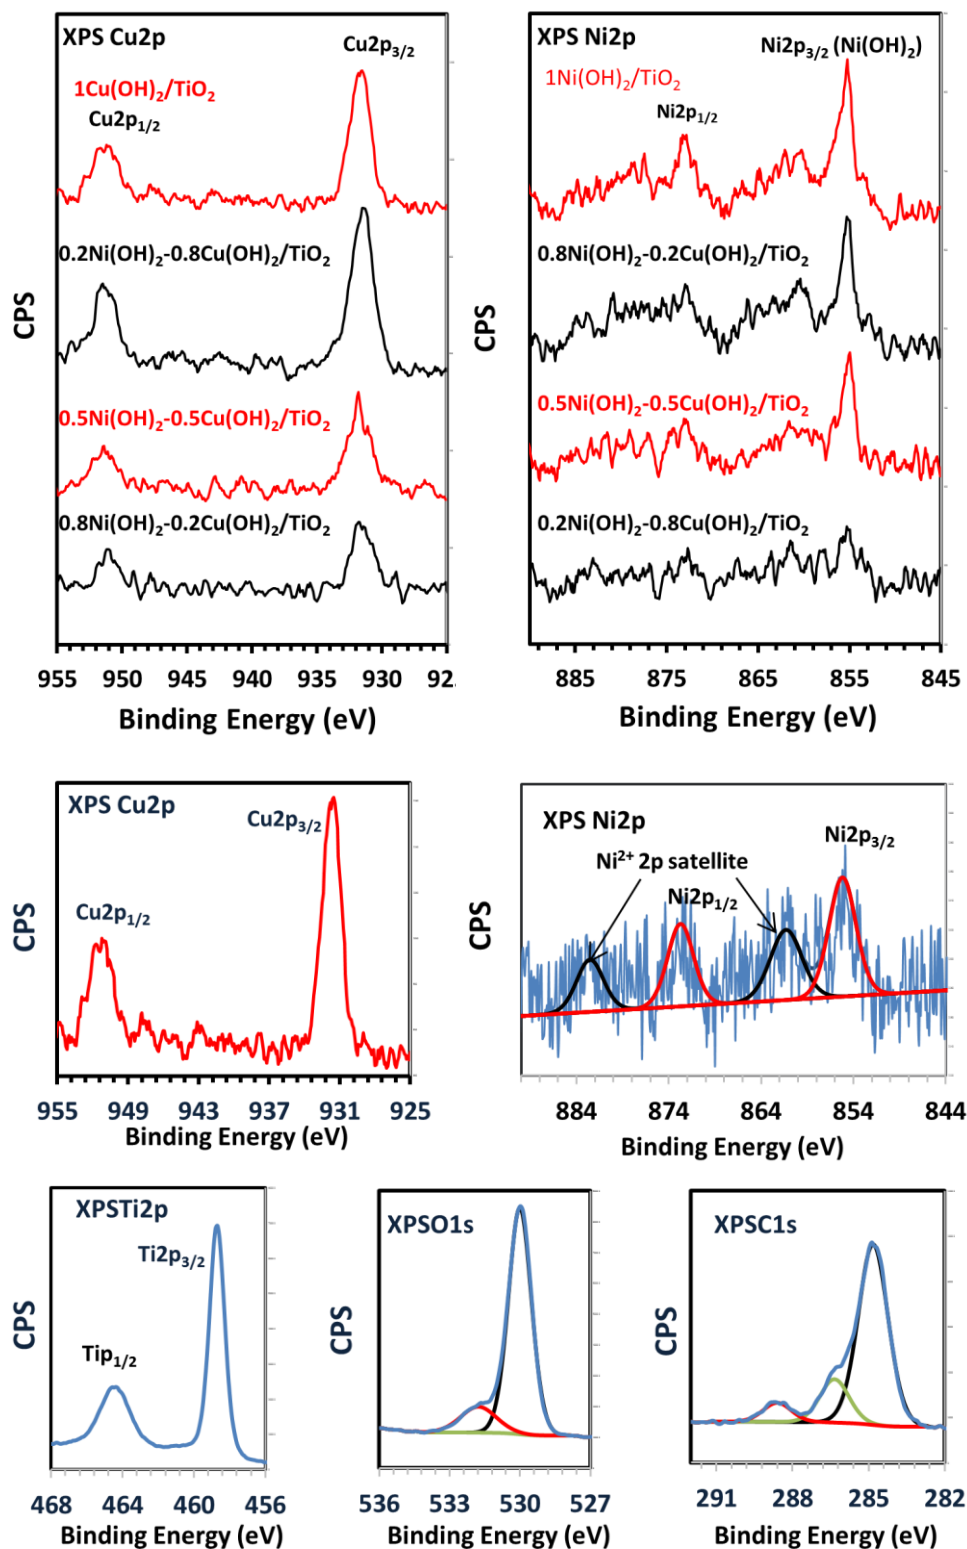 XPS Cu2p
Cu2p3/2
1Cu(OH)2/TiO2
Cu2p1/2
0.2Ni(OH)2-0.8Cu(OH)2/TiO2
0.5Ni(OH)2-0.5Cu(OH)2/TiO2
0.8Ni(OH)2-0.2Cu(OH)2/TiO2
CPS
955 950 945 940 935 930 92
Binding Energy (eV)
XPS Ni2p
Ni2p3/2 (Ni(OH)2)
1Ni(OH)2/TiO2
Ni2p1/2
0.8Ni(OH)2-0.2Cu(OH)2/TiO2
0.5Ni(OH)2-0.5Cu(OH)2/TiO2
0.2Ni(OH)2-0.8Cu(OH)2/TiO2
CPS
885 875 865 855 845
Binding Energy (eV)
XPS Cu2p
Cu2p3/2
Cu2p1/2
CPS
955 949 943 937 931 925
Binding Energy (eV)
XPS Ni2p
Ni2p3/2
Ni2+ 2p satellite
Ni2p1/2
CPS
884 874 864 854 844
Binding Energy (eV)
XPSTi2p
Ti2p3/2
Tip1/2
CPS
468 464 460 456
Binding Energy (eV)
XPSO1s
CPS
536 533 530 527
Binding Energy (eV)
XPSC1s
CPS
291 288 285 282
Binding Energy (eV)